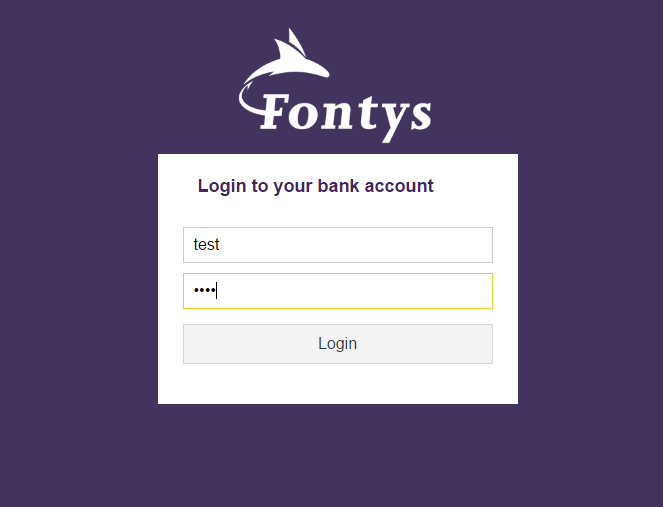 Fontys
Login to your bank account
test
••••
Login